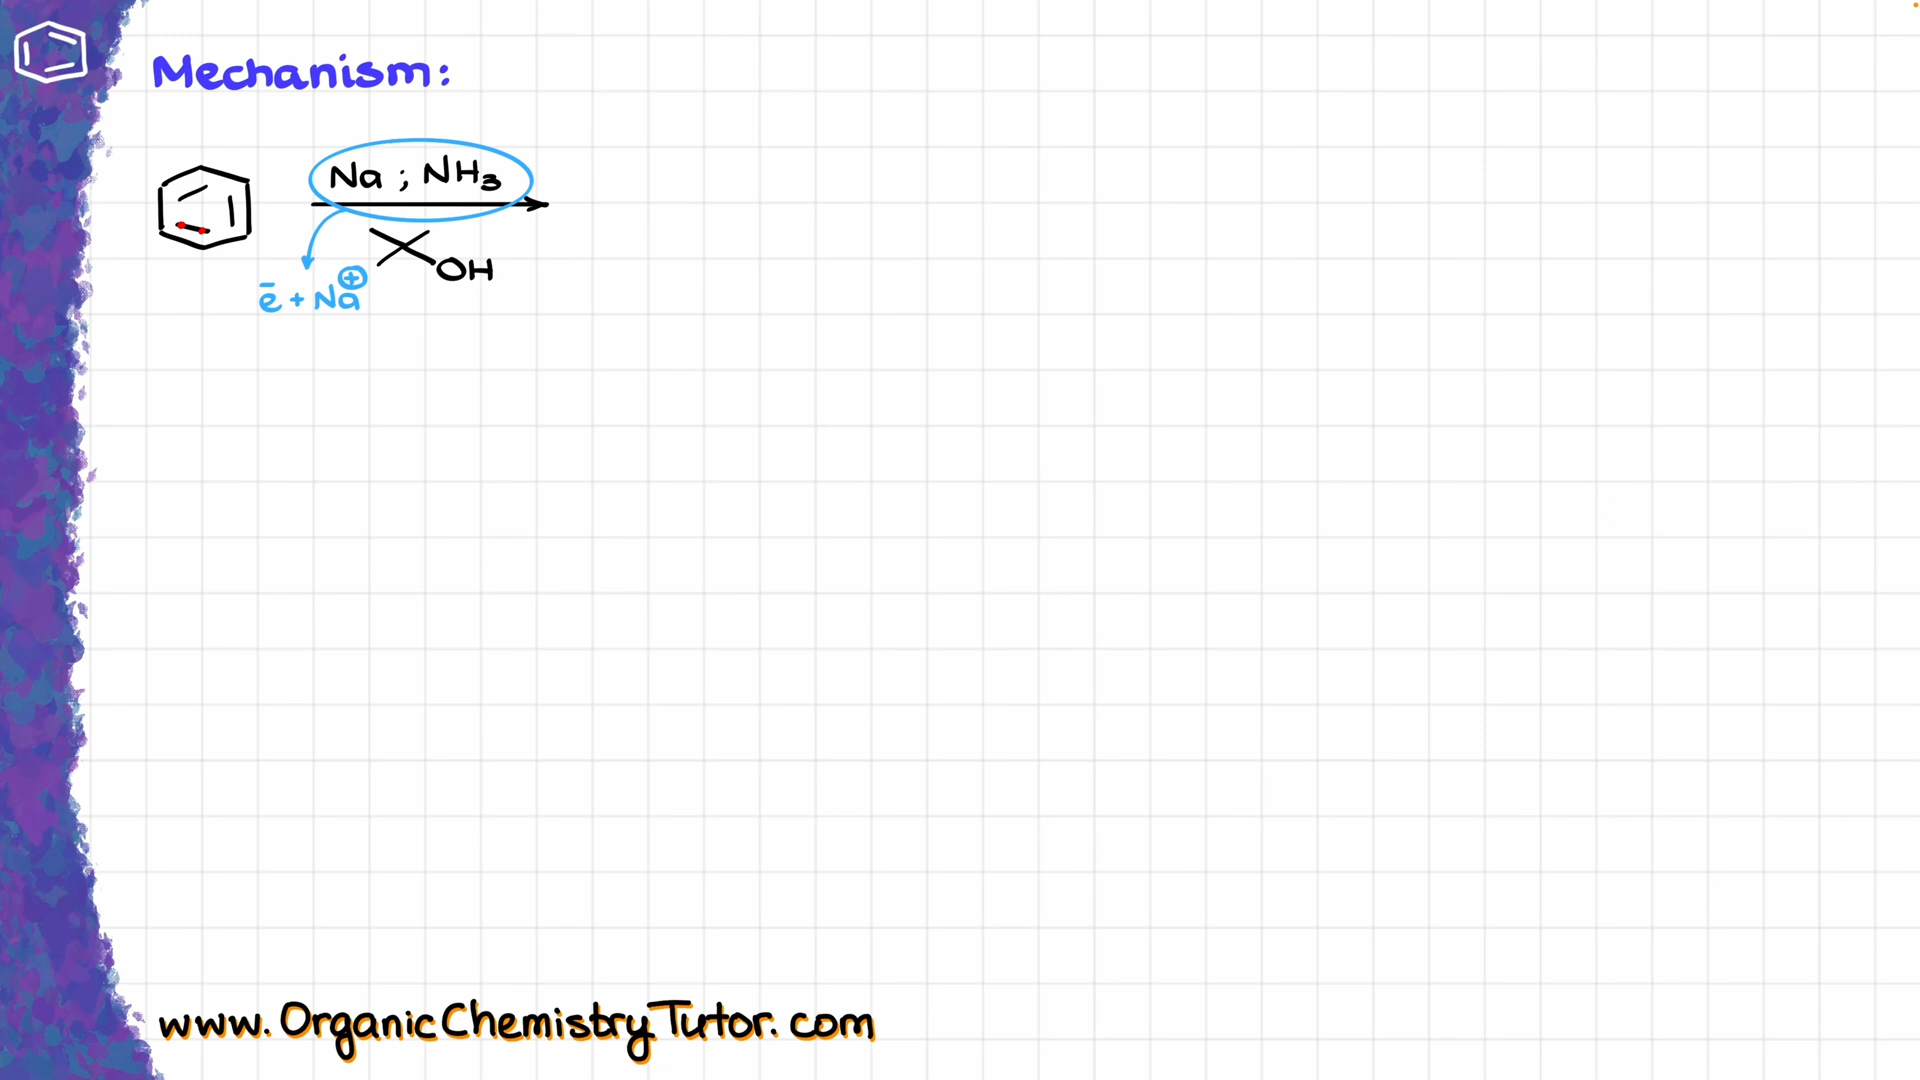 Mechanism:
Na ; NH₃
OH
e̅ + Na⊕
www.OrganicChemistryTutor.com